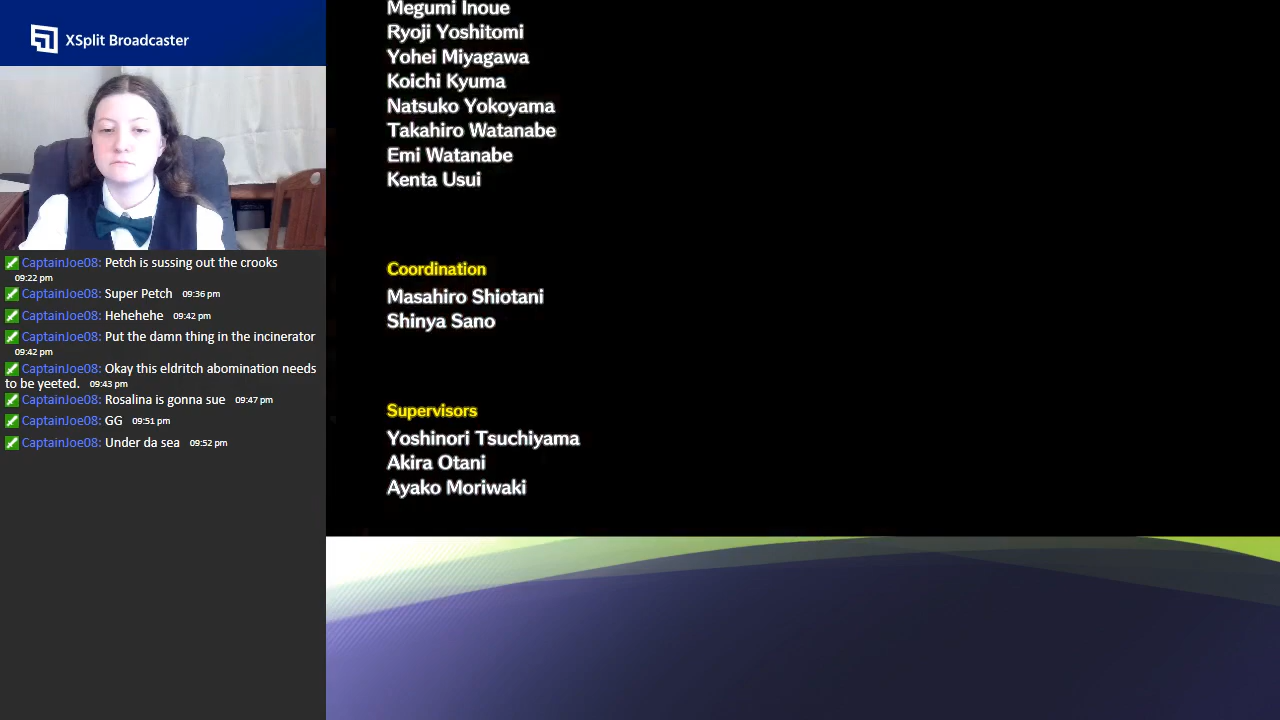 XSplit Broadcaster
CaptainJoe08: Petch is sussing out the crooks
09:22 pm
CaptainJoe08: Super Petch 09:36 pm
CaptainJoe08: Hehehehe 09:42 pm
CaptainJoe08: Put the damn thing in the incinerator
09:42 pm
CaptainJoe08: Okay this eldritch abomination needs
to be yeeted. 09:43 pm
CaptainJoe08: Rosalina is gonna sue 09:47 pm
CaptainJoe08: GG 09:51 pm
CaptainJoe08: Under da sea 09:52 pm
Megumi Inoue
Ryoji Yoshitomi
Yohei Miyagawa
Koichi Kyuma
Natsuko Yokoyama
Takahiro Watanabe
Emi Watanabe
Kenta Usui
Coordination
Masahiro Shiotani
Shinya Sano
Supervisors
Yoshinori Tsuchiyama
Akira Otani
Ayako Moriwaki